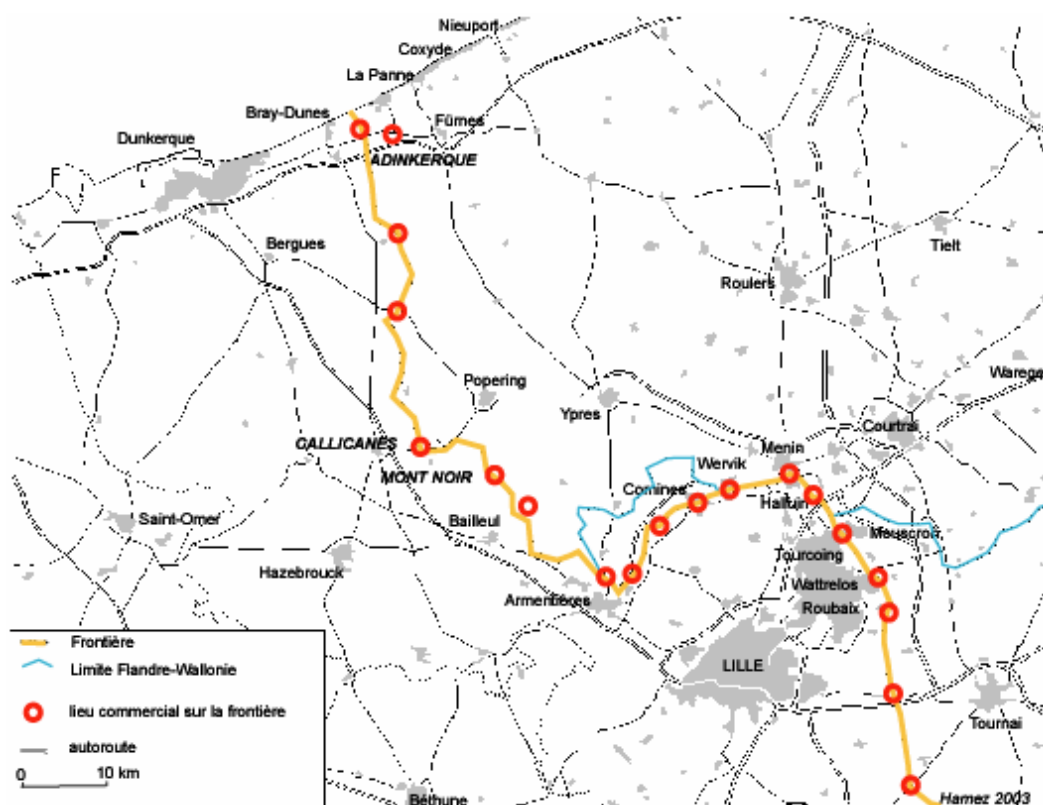 Nieuport
Coxyde
La Panne
Bray-Dunes
Fûrnes
Dunkerque
ADINKERQUE
F
Bergues
Tielt
Roulers
Popering
Ypres
Warege
Courtrai
CALLICANES
Menin
MONT NOIR
Wervik
Comines
Halluin
Saint-Omer
Bailleul
Mouscron
Tourcoing
Hazebrouck
Wattrelos
Armentières
Roubaix
LILLE
Tournai
Frontière
Limite Flandre-Wallonie
lieu commercial sur la frontière
autoroute
0 10 km
Béthune
Hamez 2003